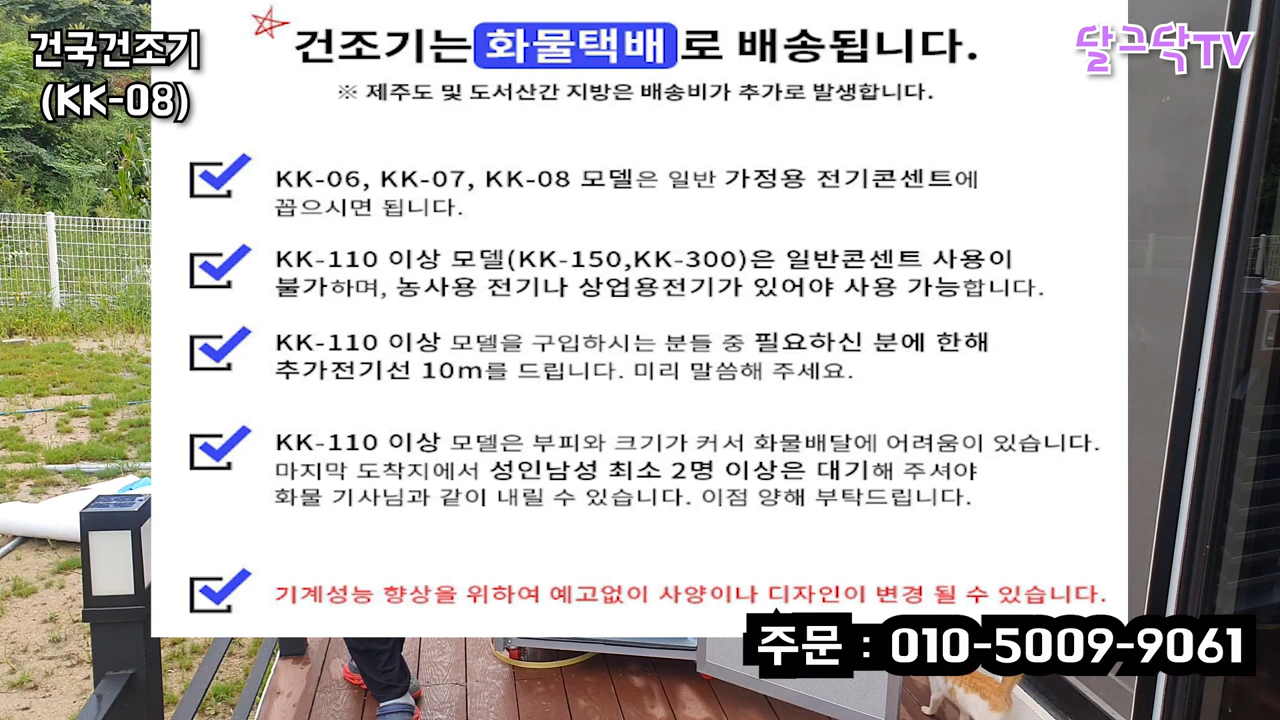 건국건조기
(KK-08)
달그닥TV
건조기는 화물택배로 배송됩니다.
※ 제주도 및 도서산간 지방은 배송비가 추가로 발생합니다.
KK-06, KK-07, KK-08 모델은 일반 가정용 전기콘센트에
꼽으시면 됩니다.
KK-110 이상 모델(KK-150,KK-300)은 일반콘센트 사용이
불가하며, 농사용 전기나 상업용전기가 있어야 사용 가능합니다.
KK-110 이상 모델을 구입하시는 분들 중 필요하신 분에 한해
추가전기선 10m를 드립니다. 미리 말씀해 주세요.
KK-110 이상 모델은 부피와 크기가 커서 화물배달에 어려움이 있습니다.
마지막 도착지에서 성인남성 최소 2명 이상은 대기해 주셔야
화물 기사님과 같이 내릴 수 있습니다. 이점 양해 부탁드립니다.
기계성능 향상을 위하여 예고없이 사양이나 디자인이 변경 될 수 있습니다.
주문 : 010-5009-9061